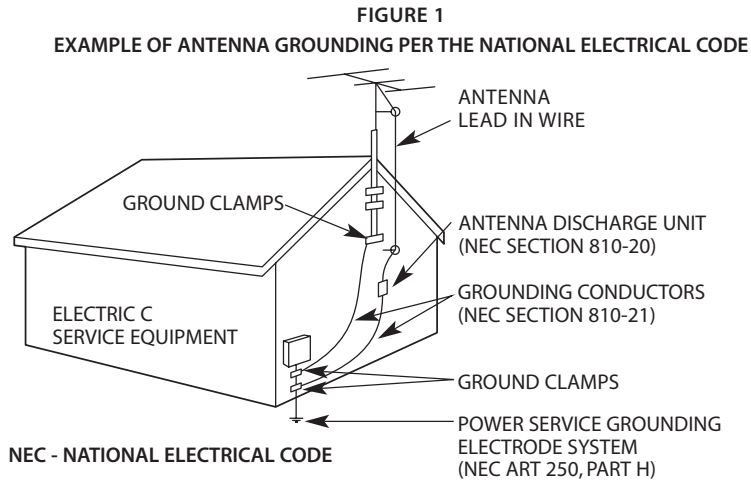 FIGURE 1
EXAMPLE OF ANTENNA GROUNDING PER THE NATIONAL ELECTRICAL CODE
ANTENNA
LEAD IN WIRE
GROUND CLAMPS
ANTENNA DISCHARGE UNIT
(NEC SECTION 810-20)
GROUNDING CONDUCTORS
(NEC SECTION 810-21)
ELECTRIC C
SERVICE EQUIPMENT
GROUND CLAMPS
POWER SERVICE GROUNDING
ELECTRODE SYSTEM
(NEC ART 250, PART H)
NEC - NATIONAL ELECTRICAL CODE